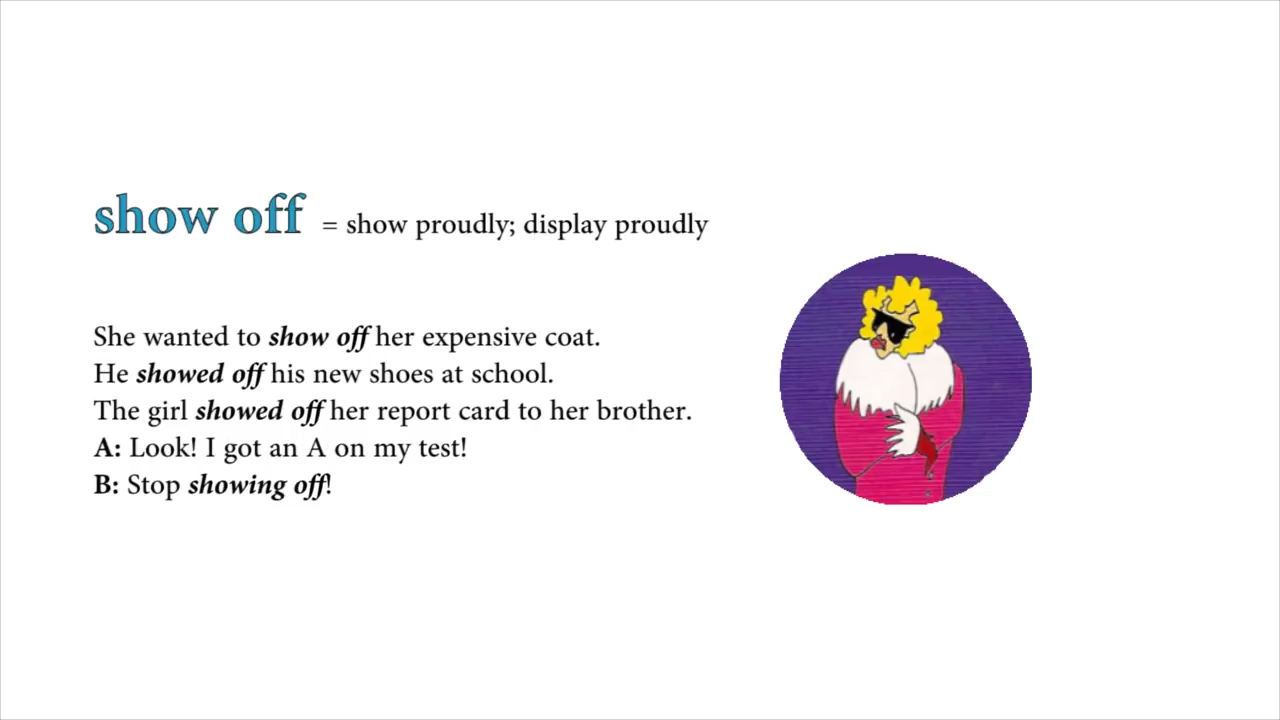 show off = show proudly; display proudly
She wanted to show off her expensive coat.
He showed off his new shoes at school.
The girl showed off her report card to her brother.
A: Look! I got an A on my test!
B: Stop showing off!